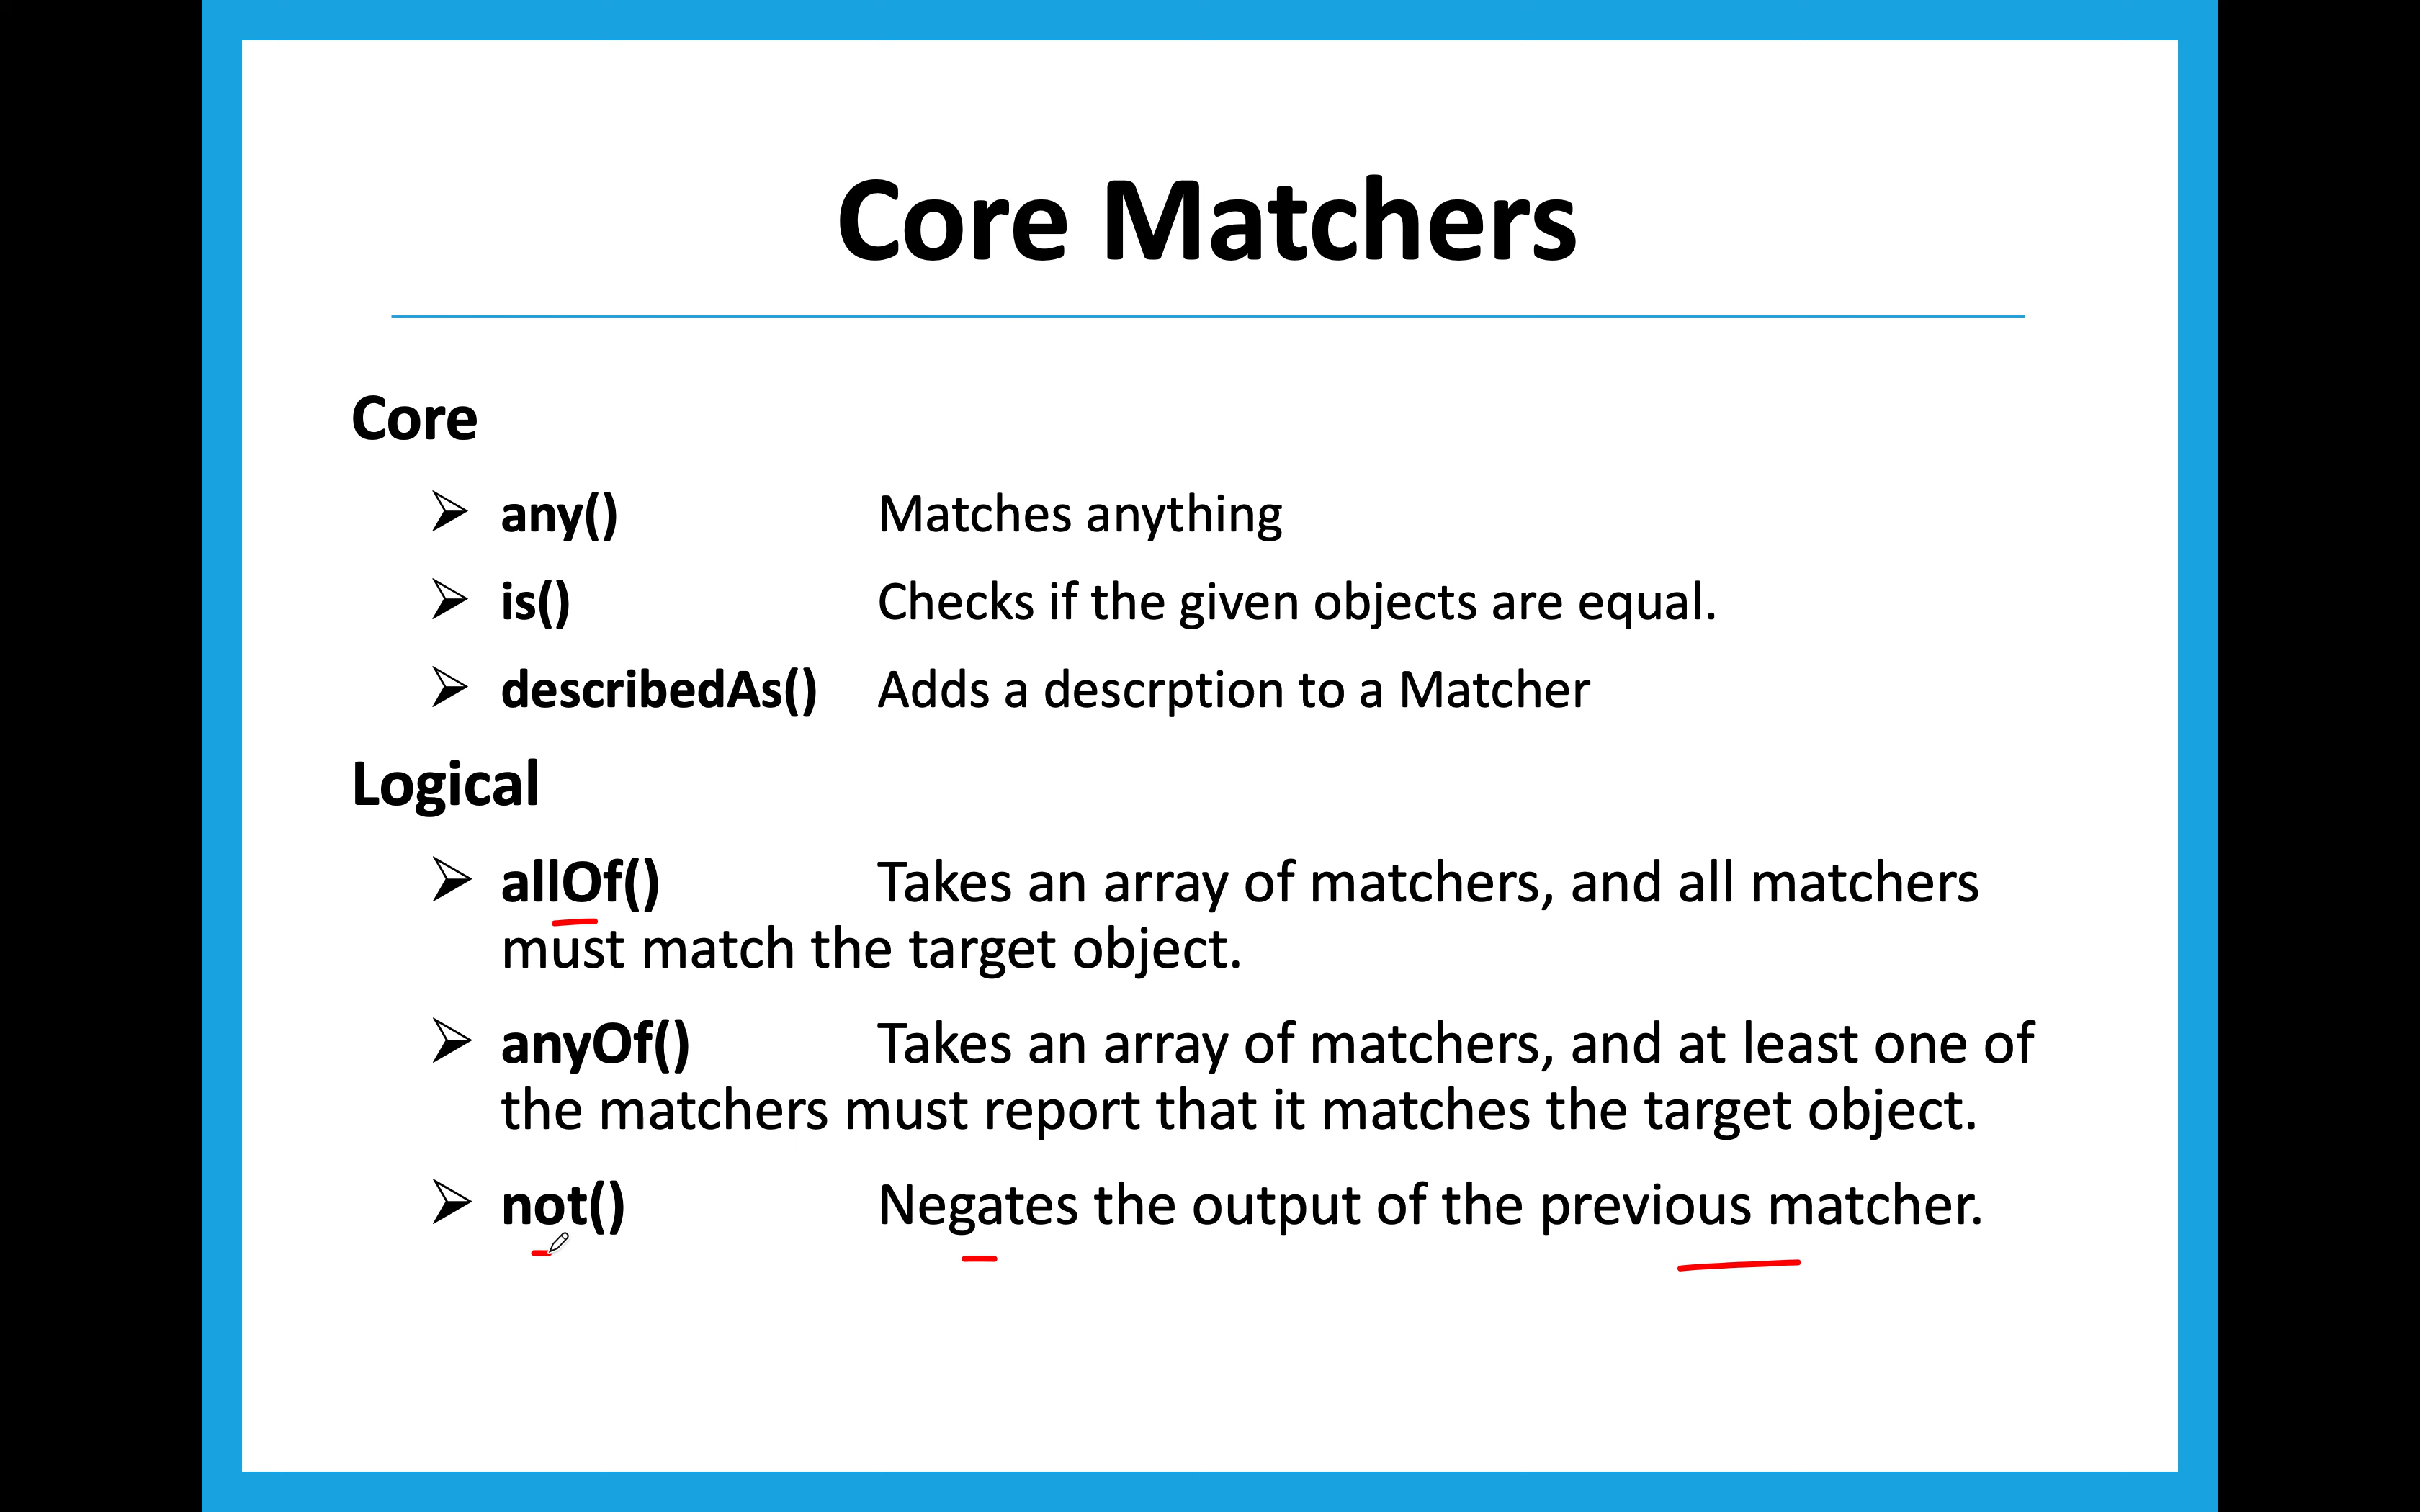 Core Matchers
Core
any() Matches anything
is() Checks if the given objects are equal.
describedAs() Adds a descrption to a Matcher
Logical
allOf() Takes an array of matchers, and all matchers
must match the target object.
anyOf() Takes an array of matchers, and at least one of
the matchers must report that it matches the target object.
not() Negates the output of the previous matcher.